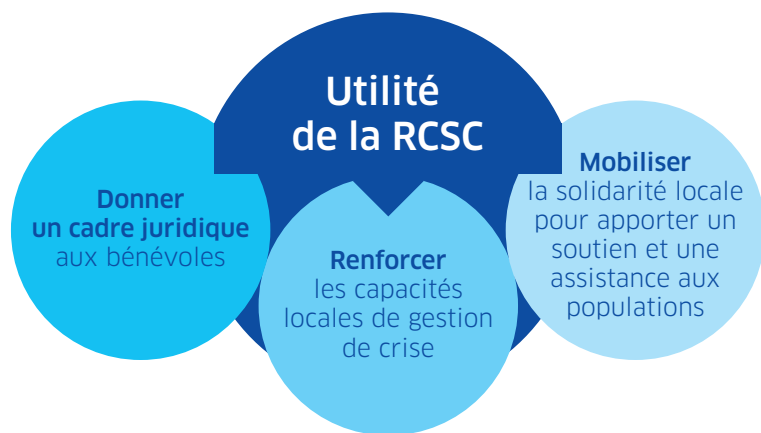 Utilité
de la RCSC
Donner
un cadre juridique
aux bénévoles
Renforcer
les capacités
locales de gestion
de crise
Mobiliser
la solidarité locale
pour apporter un
soutien et une
assistance aux
populations